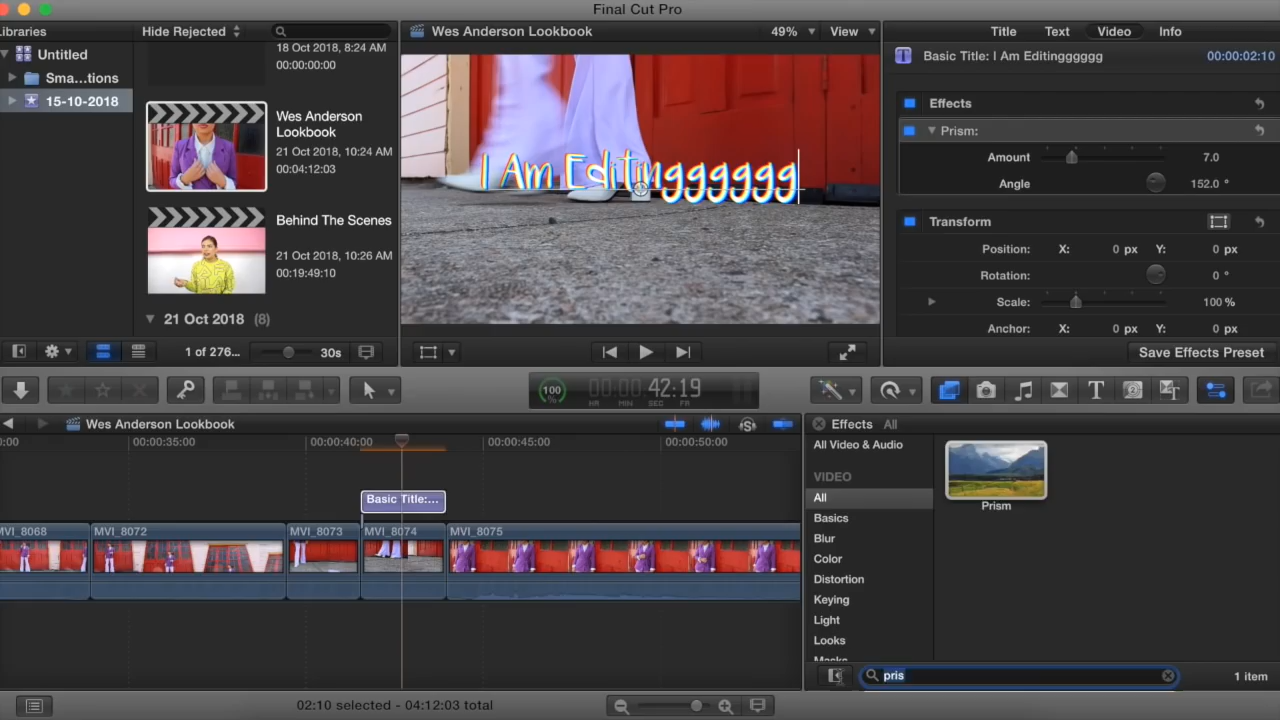 Final Cut Pro
Libraries
Hide Rejected
Wes Anderson Lookbook
49%
View
Title
Text
Video
Info
Untitled
Sma...tions
15-10-2018
18 Oct 2018, 8:24 AM
00:00:00:00
Wes Anderson
Lookbook
21 Oct 2018, 10:24 AM
00:04:12:03
Behind The Scenes
21 Oct 2018, 10:26 AM
00:19:49:10
21 Oct 2018 (8)
I Am Editingggggg
Basic Title: I Am Editingggggg
00:00:02:10
Effects
Prism:
Amount
7.0
Angle
152.0 °
Transform
Position: X: 0 px Y: 0 px
Rotation: 0 °
Scale: 100 %
Anchor: X: 0 px Y: 0 px
1 of 276...
30s
Save Effects Preset
100
%
00:00:42:19
HR MIN SEC FR
Wes Anderson Lookbook
00:00:35:00
00:00:40:00
00:00:45:00
00:00:50:00
Basic Title:...
MVI_8068
MVI_8072
MVI_8073
MVI_8074
MVI_8075
Effects All
All Video & Audio
VIDEO
All
Basics
Blur
Color
Distortion
Keying
Light
Looks
Masks
Prism
pris
1 item
02:10 selected - 04:12:03 total